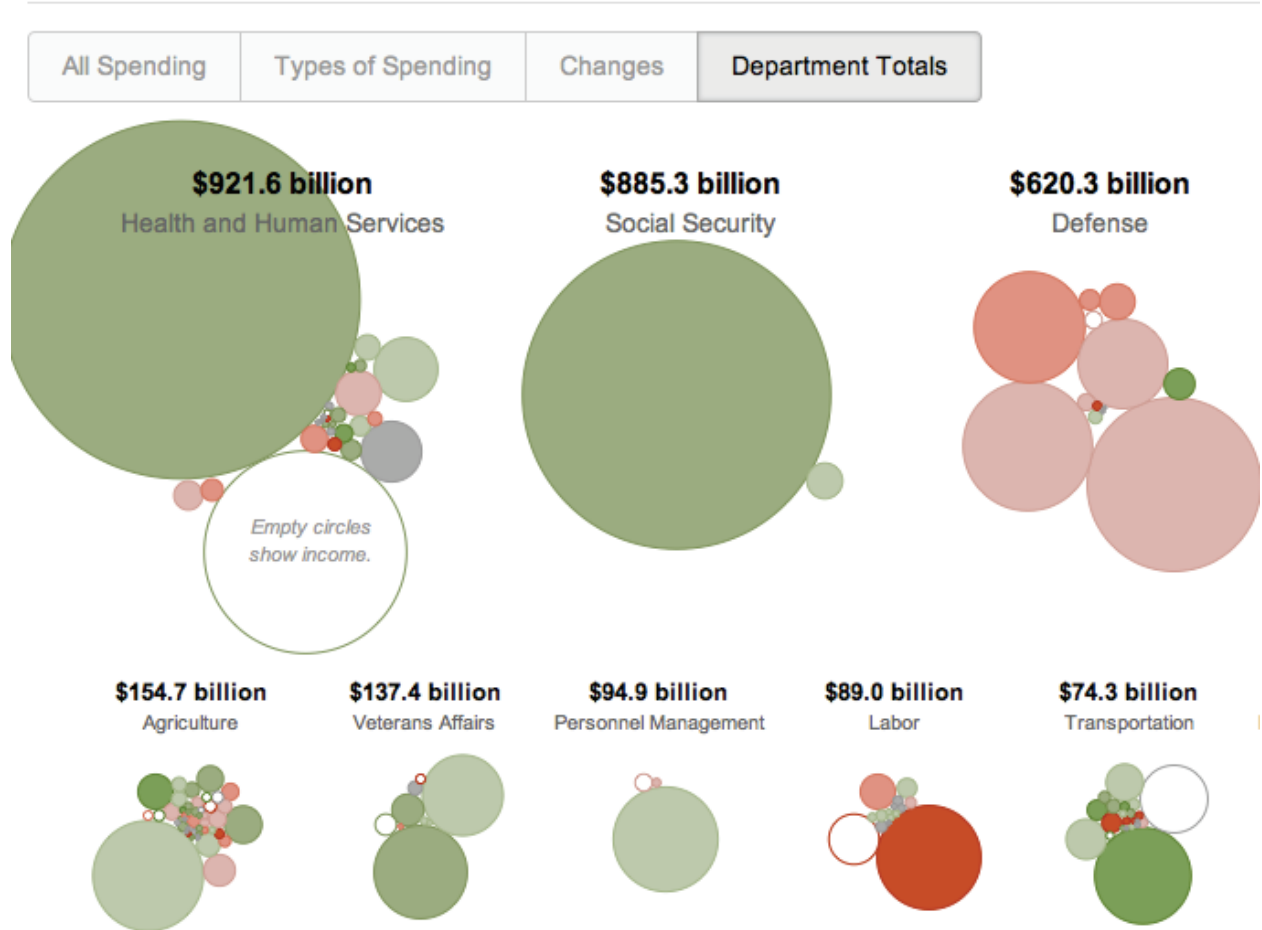 All Spending
Types of Spending
Changes
Department Totals
$921.6 billion
Health and Human Services
$885.3 billion
Social Security
$620.3 billion
Defense
Empty circles
show income.
$154.7 billion
Agriculture
$137.4 billion
Veterans Affairs
$94.9 billion
Personnel Management
$89.0 billion
Labor
$74.3 billion
Transportation